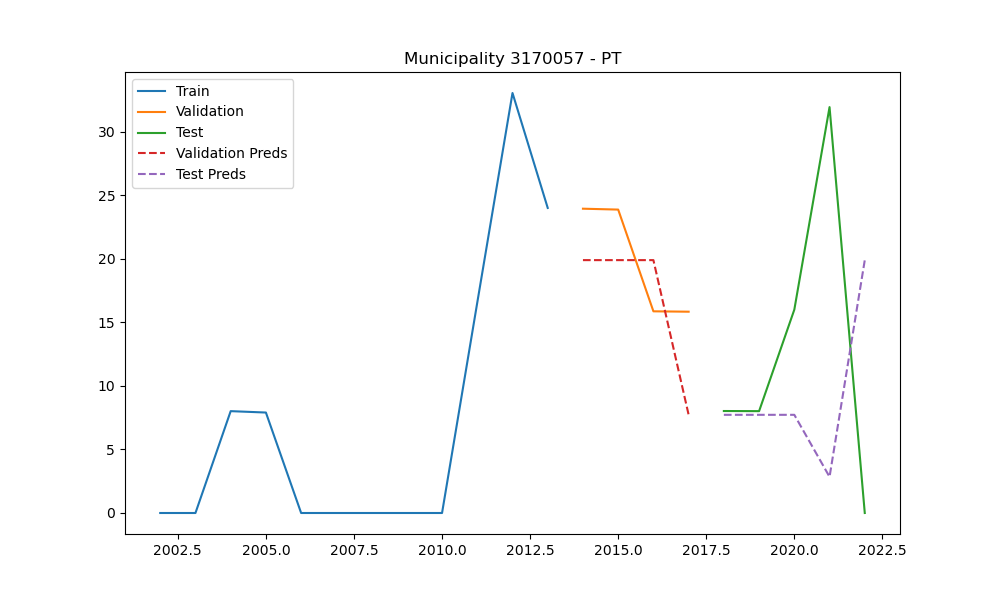 Municipality 3170057 - PT
Train
Validation
Test
Validation Preds
Test Preds
30
25
20
15
10
5
0
2002.5 2005.0 2007.5 2010.0 2012.5 2015.0 2017.5 2020.0 2022.5